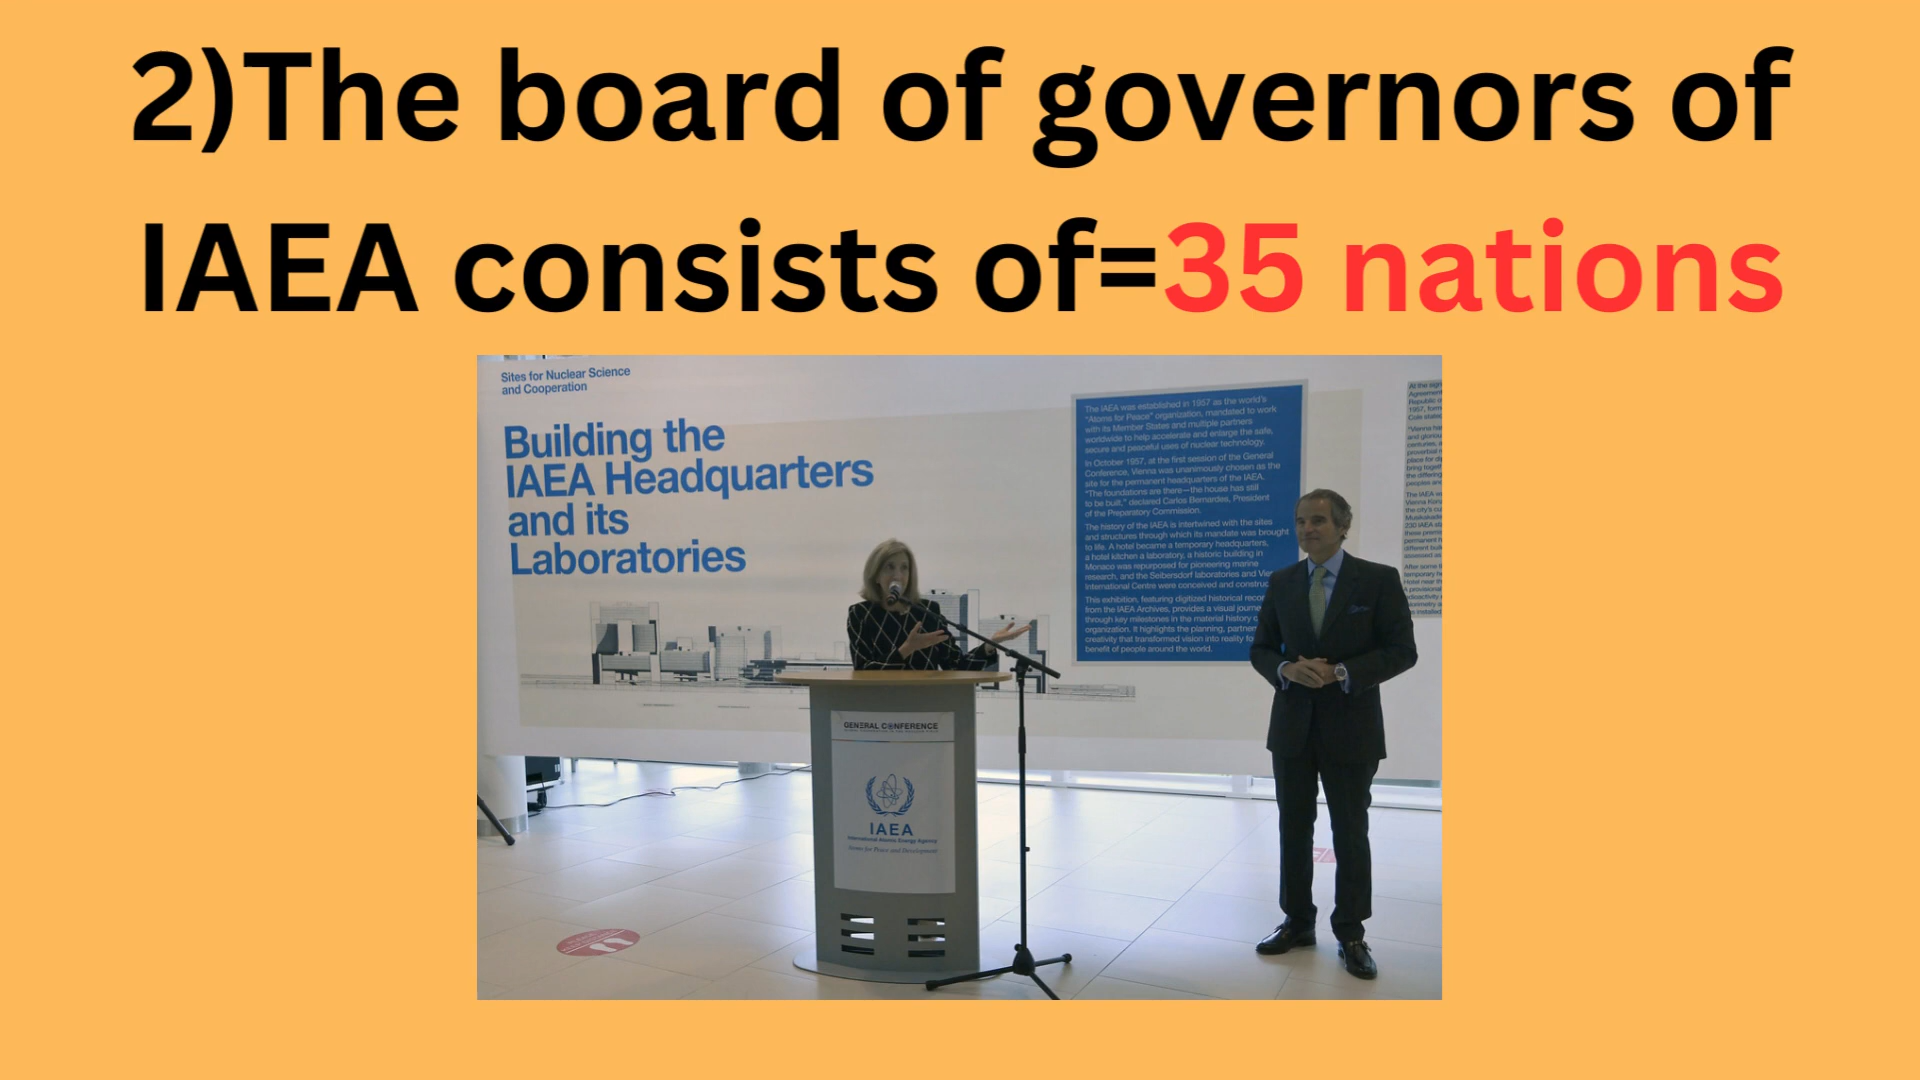 2)The board of governors of
IAEA consists of=35 nations
Sites for Nuclear Science
and Cooperation
Building the
IAEA Headquarters
and its
Laboratories
The IAEA was established in 1957 as the world's
"Atoms for Peace" organization, mandated to work
with its Member States and multiple partners
worldwide to help accelerate and enlarge the safe,
secure and peaceful uses of nuclear technology.
In October 1957, at the first session of the General
Conference, Vienna was unanimously chosen as the
site for the permanent headquarters of the IAEA.
"The foundations are there—the house has still
to be built," declared Carlos Bernardes, President
of the Preparatory Commission.
The history of the IAEA is intertwined with the sites
and structures through which its mandate was brought
to life. A hotel became a temporary headquarters,
a hotel kitchen a laboratory, a historic building in
Monaco was repurposed for pioneering marine
research, and the Seibersdorf laboratories and
International Centre were conceived and
This exhibition, featuring digitized historical
from the IAEA Archives, provides a visual
through key milestones in the material history
organization. It highlights the planning,
creativity that transformed vision into reality
benefit of people around the world.
GENERAL CONFERENCE
IAEA
International Atomic Energy Agency
Atoms for Peace and Development